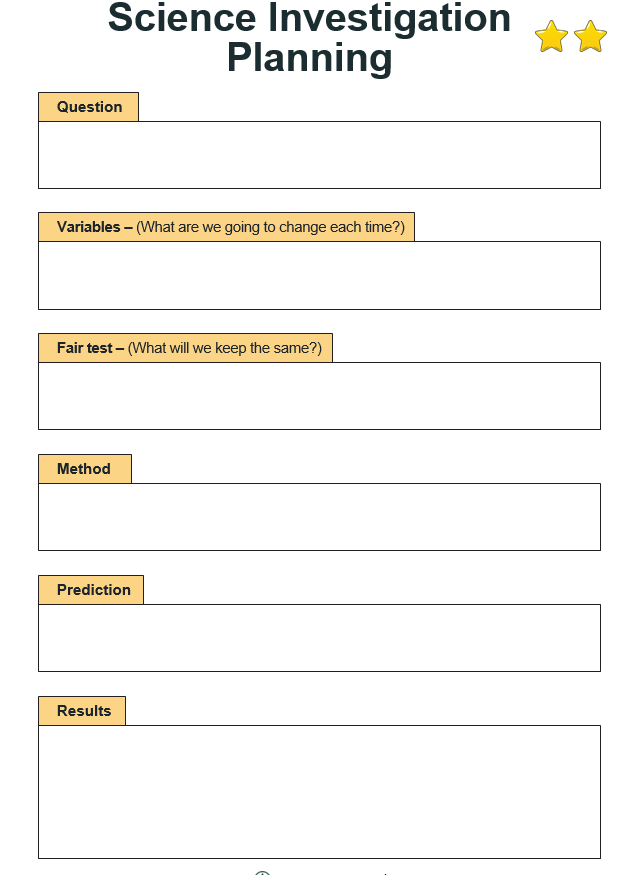 Science Investigation
Planning
Question
Variables – (What are we going to change each time?)
Fair test – (What will we keep the same?)
Method
Prediction
Results